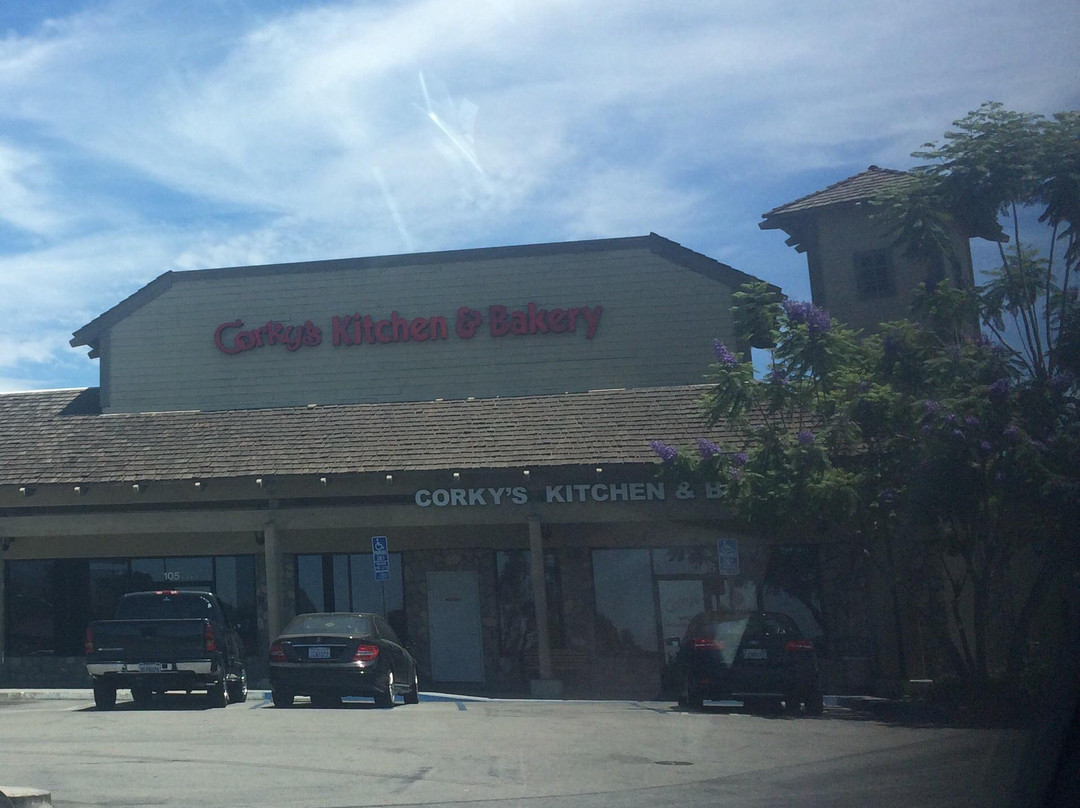 Corky's Kitchen & Bakery
CORKY'S KITCHEN & B
105